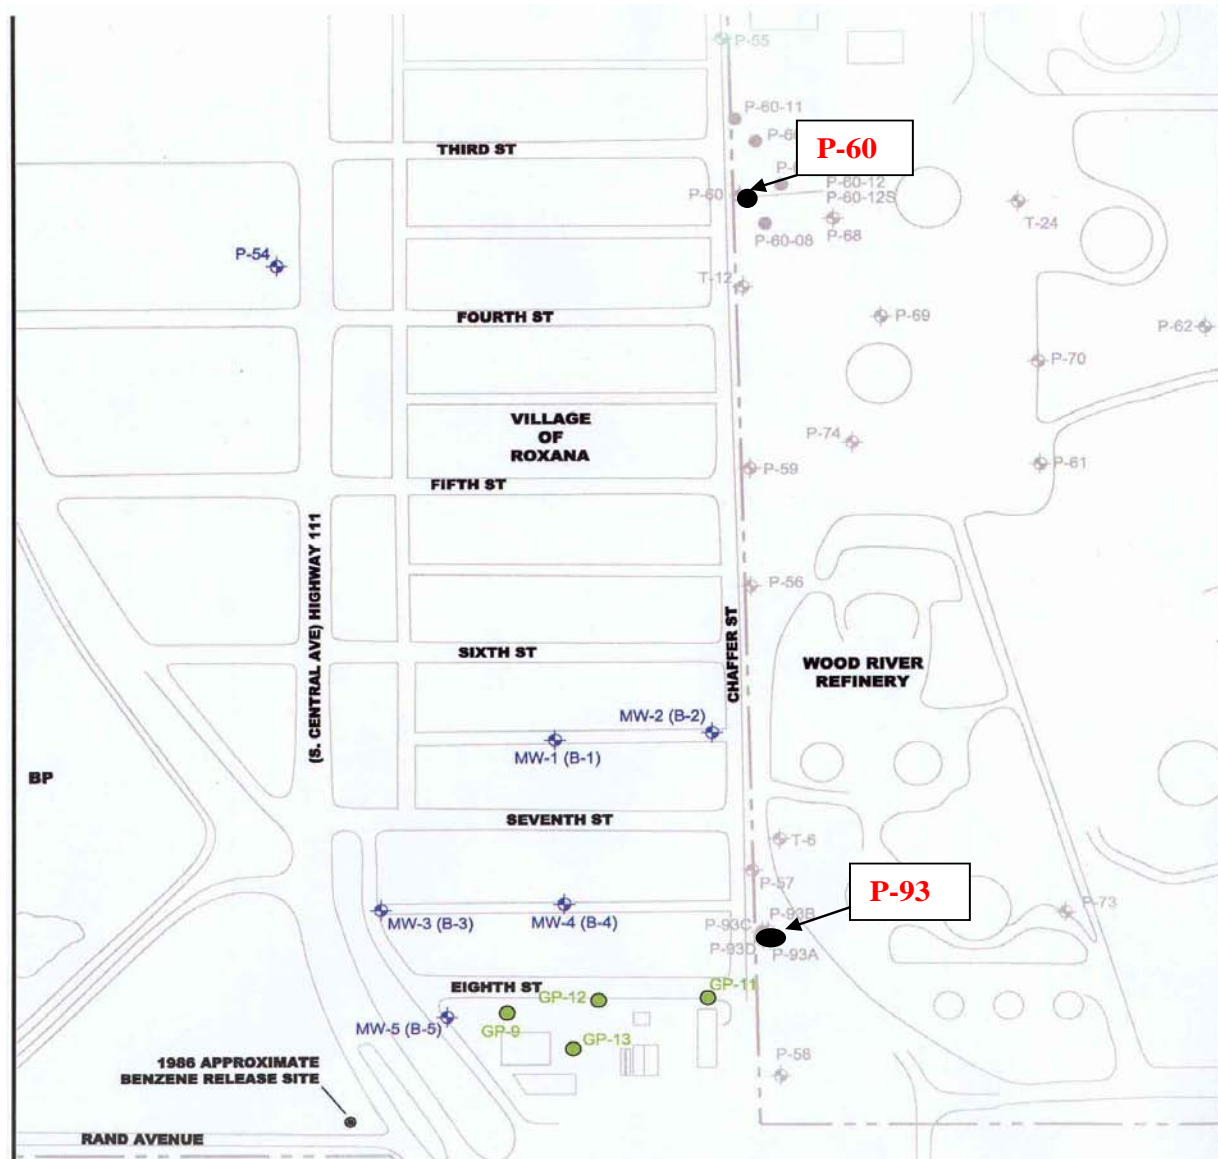 P-55
P-60-11
P-60
THIRD ST
P-60
P-60-12
P-60-12S
P-60
T-24
P-68
P-60-08
P-54
T-12
FOURTH ST
P-69
P-62
P-70
VILLAGE
OF
ROXANA
P-74
P-59
P-61
FIFTH ST
(S. CENTRAL AVE) HIGHWAY 111
P-56
CHAFFER ST
SIXTH ST
WOOD RIVER
REFINERY
MW-2 (B-2)
MW-1 (B-1)
BP
SEVENTH ST
T-6
P-57
P-93
MW-3 (B-3)
MW-4 (B-4)
P-93B
P-73
P-93C
P-93D
P-93A
EIGHTH ST
GP-12
GP-11
MW-5 (B-5)
GP-9
GP-13
P-58
1986 APPROXIMATE
BENZENE RELEASE SITE
RAND AVENUE